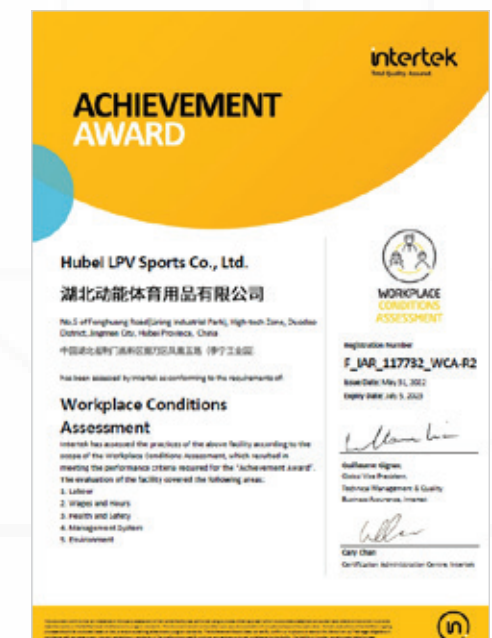 intertek
Total Quality. Assured.
ACHIEVEMENT
AWARD
Hubei LPV Sports Co., Ltd.
湖北动能体育用品有限公司
No.5 of Fenghuang Road(Lining Industrial Park), High-tech Zone, Duodao
District, Jingmen City, Hubei Province, China
has been assessed by Intertek as conforming to the requirements of:
Workplace Conditions
Assessment
Intertek has assessed the practices of the above facility according to the
scope of the Workplace Conditions Assessment, which resulted in
meeting the performance criteria required for the "Achievement Award".
The evaluation of the facility covered the following areas:
1. Labour
2. Wages and Hours
3. Health and Safety
4. Management System
5. Environment
WORKPLACE
CONDITIONS
ASSESSMENT
Registration Number
F_IAR_117732_WCA-R2
Issue Date: May 31, 2022
Expiry Date: July 5, 2023
Guillaume Gignac
Global Vice President,
Technical Management & Quality
Business Assurance, Intertek
Cary Chan
Certification Administration Centre, Intertek
in